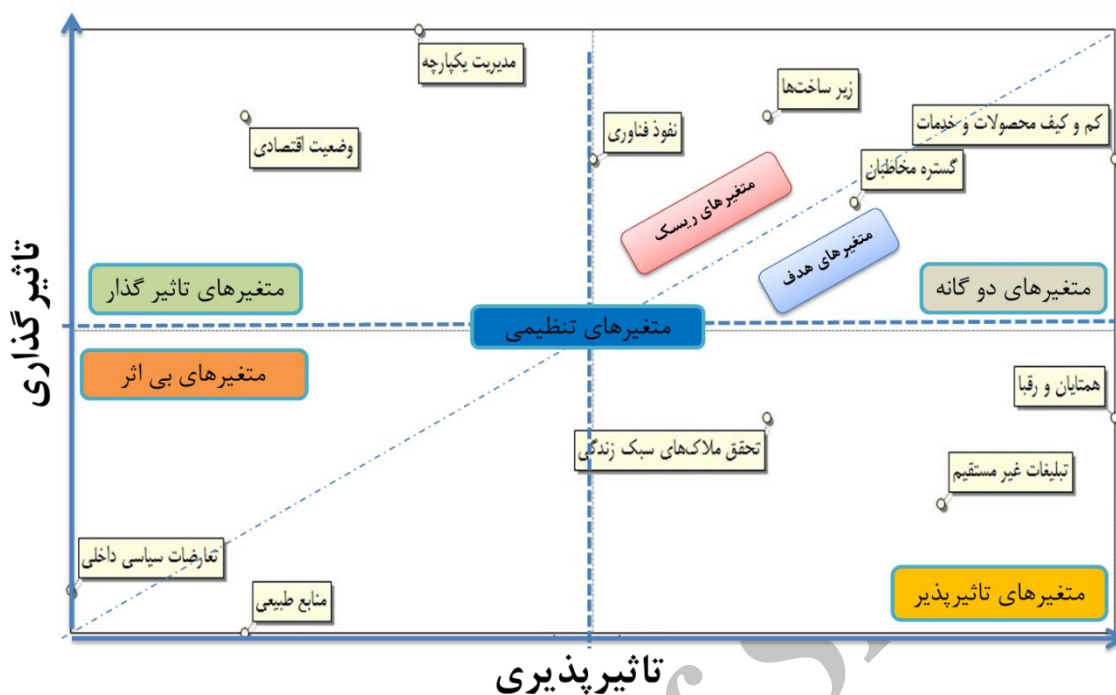 مدیریت یکپارچه
زیر ساخت‌ها
کم و کیف محصولات و خدمات
نفوذ فناوری
وضعیت اقتصادی
گستره مخاطبان
متغیرهای ریسک
متغیرهای هدف
متغیرهای دو گانه
متغیرهای تاثیر گذار
متغیرهای تنظیمی
متغیرهای بی اثر
تاثیر گذاری
همتایان و رقبا
تحقق ملاک‌های سبک زندگی
تبلیغات غیر مستقیم
تعارضات سیاسی داخلی
منابع طبیعی
متغیرهای تاثیرپذیر
تاثیرپذیری